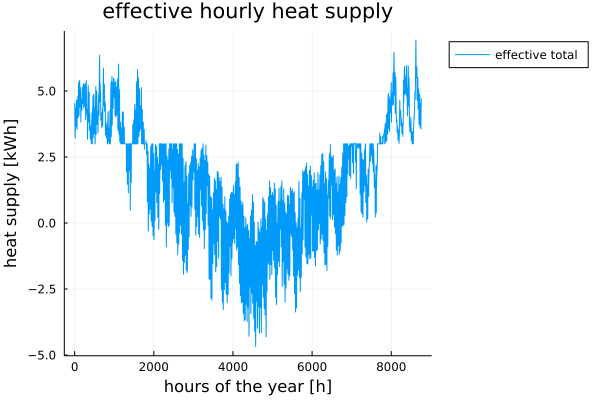 effective hourly heat supply
effective total
heat supply [kWh]
5.0
2.5
0.0
−2.5
−5.0
0
2000
4000
6000
8000
hours of the year [h]